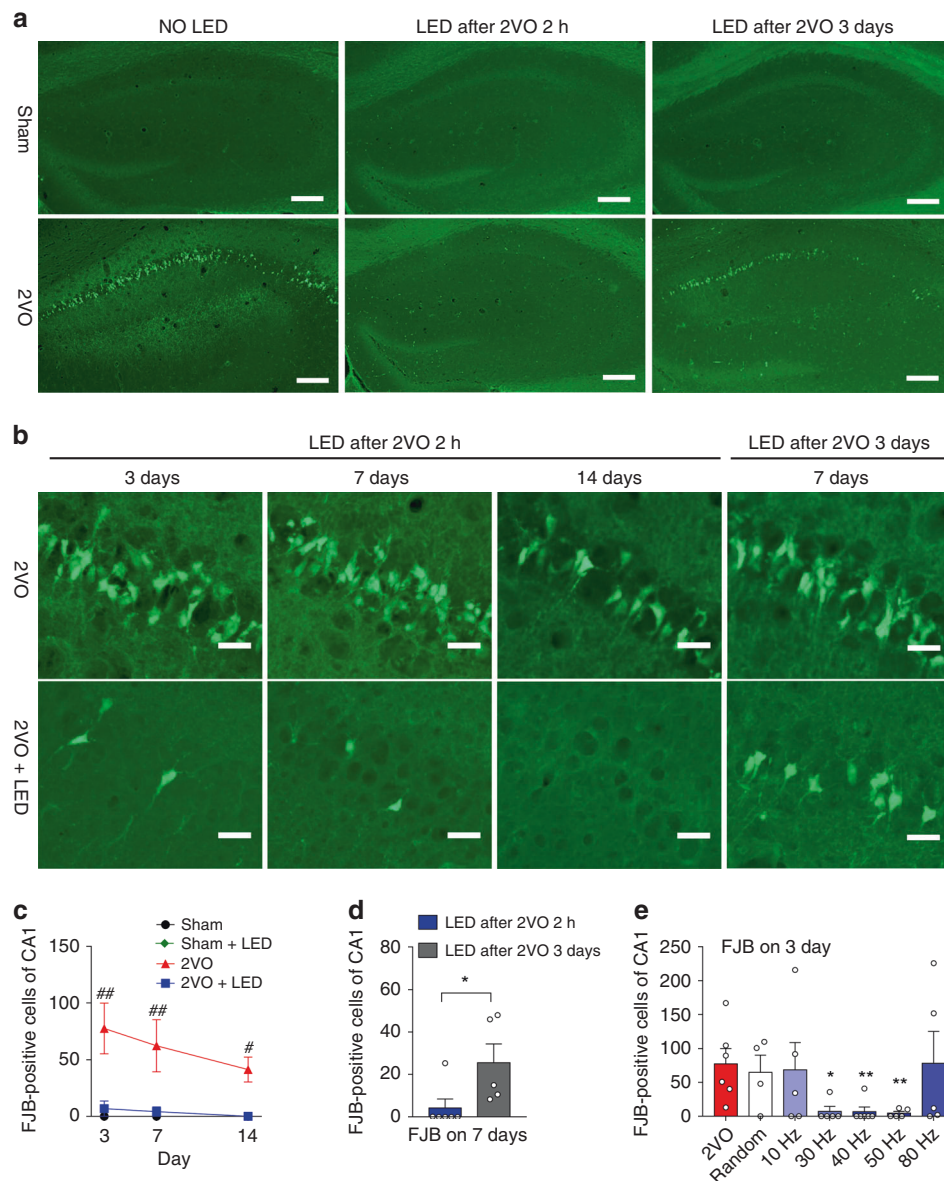 a
NO LED
LED after 2VO 2 h
LED after 2VO 3 days
Sham
2VO
b
LED after 2VO 2 h
LED after 2VO 3 days
3 days
7 days
14 days
7 days
2VO
2VO + LED
c
Sham
Sham + LED
2VO
2VO + LED
FJB-positive cells of CA1
150
100
50
0
##
##
#
3
7
14
Day
d
LED after 2VO 2 h
LED after 2VO 3 days
FJB-positive cells of CA1
80
60
40
20
0
*
FJB on 7 days
e
FJB on 3 day
FJB-positive cells of CA1
250
200
150
100
50
0
*
**
**
2VO
Random
10 Hz
30 Hz
40 Hz
50 Hz
80 Hz